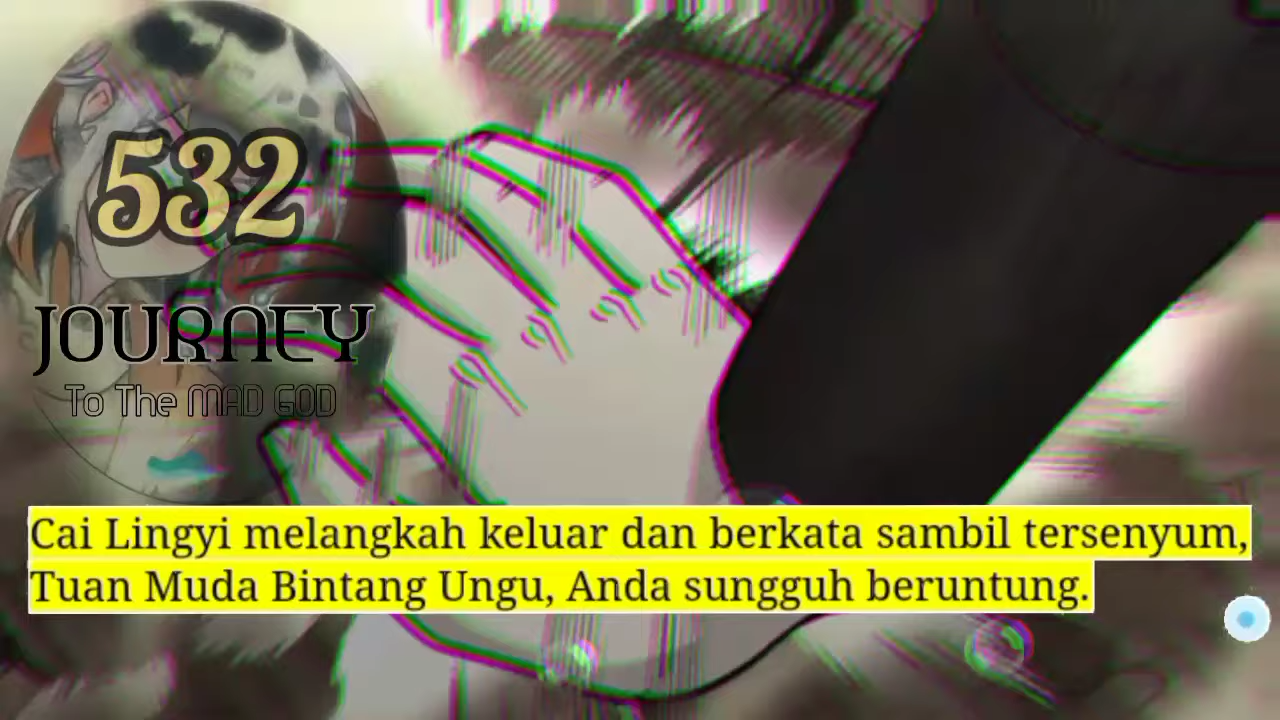 532
JOURNEY
To The MAD GOD
Cai Lingyi melangkah keluar dan berkata sambil tersenyum,
Tuan Muda Bintang Ungu, Anda sungguh beruntung.